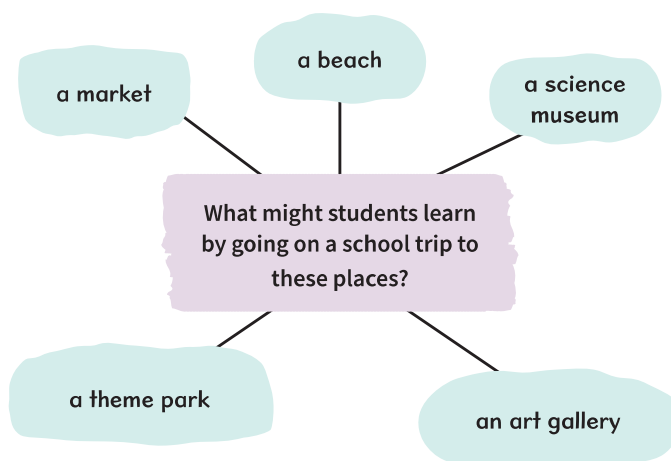 a beach
a market
a science
museum
What might students learn
by going on a school trip to
these places?
a theme park
an art gallery